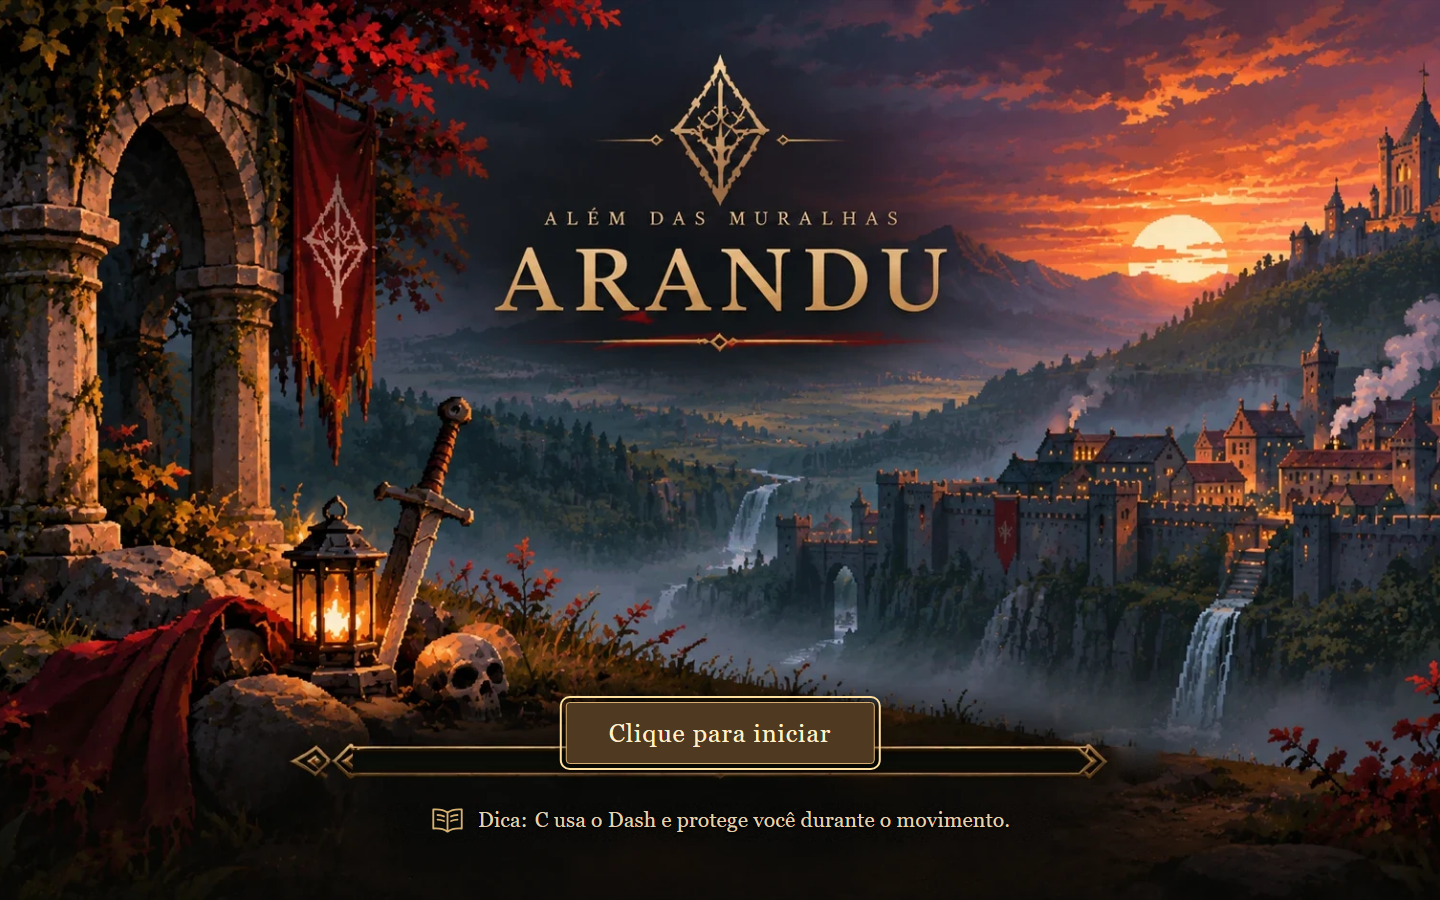 ALÉM DAS MURALHAS
ARANDU
Clique para iniciar
Dica: C usa o Dash e protege você durante o movimento.